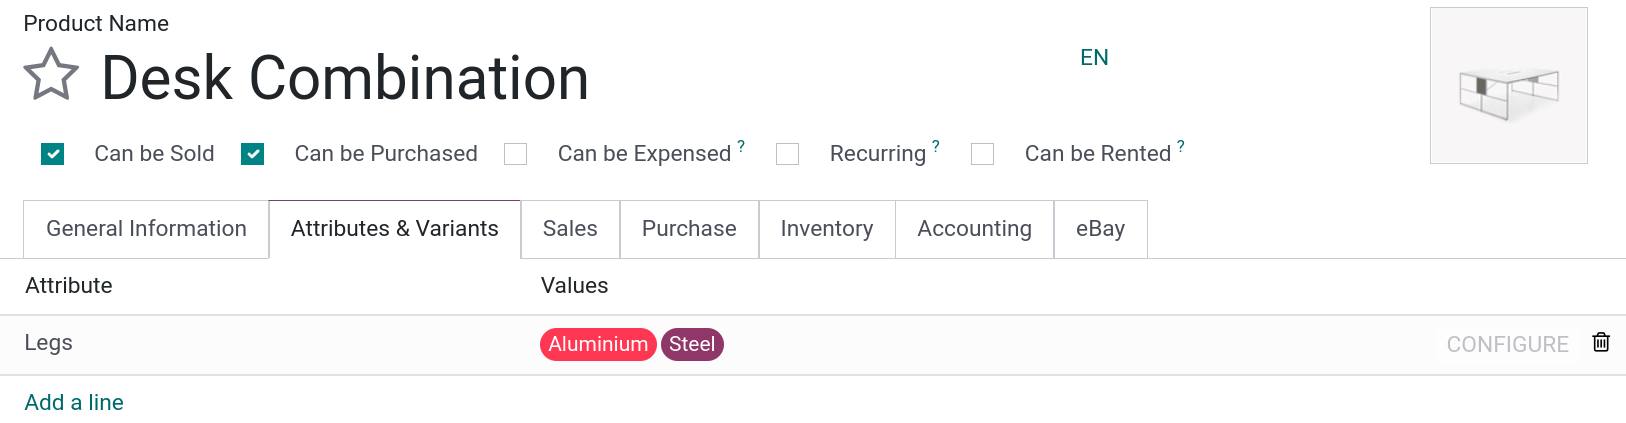 Product Name
Desk Combination
EN
Can be Sold Can be Purchased Can be Expensed ? Recurring ? Can be Rented ?
General Information Attributes & Variants Sales Purchase Inventory Accounting eBay
Attribute Values
Legs Aluminium Steel CONFIGURE
Add a line